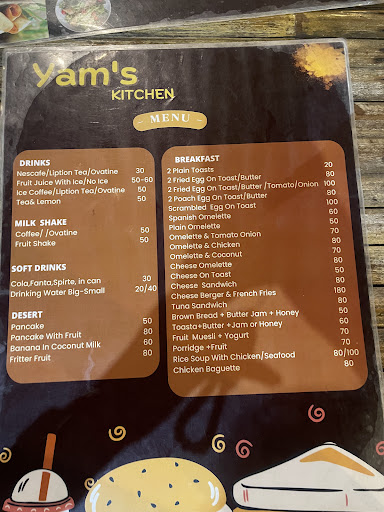 Yam's
KITCHEN
MENU
DRINKS
Nescafe/Liption Tea/Ovatine 30
Fruit Juice With Ice/No Ice 50-60
Ice Coffee/Liption Tea/Ovatine 50
Tea& Lemon 50
MILK SHAKE
Coffee/ /Ovatine 50
Fruit Shake 50
SOFT DRINKS
Cola,Fanta,Spirte, in can 30
Drinking Water Big-Small 20/40
DESERT
Pancake 50
Pancake With Fruit 80
Banana In Coconut Milk 60
Fritter Fruit 80
BREAKFAST
2 Plain Toasts 20
2 Fried Egg On Toast/Butter 80
2 Fried Egg On Toast/Butter /Tomato/Onion 100
2 Poach Egg On Toast/Butter 80
Scrambled Egg On Toast 100
Spanish Omelette 80
Plain Omelette 50
Omelette & Tomato Onion 70
Omelette & Chicken 80
Omelette & Coconut 80
Cheese Omelette 80
Cheese On Toast 50
Cheese Sandwich 80
Cheese Berger & French Fries 180
Tuna Sandwich 80
Brown Bread + Butter Jam + Honey 50
Toasta+Butter +Jam or Honey 60
Fruit Muesli + Yogurt 70
Porridge +Fruit 70
Rice Soup With Chicken/Seafood 80/100
Chicken Baguette 80